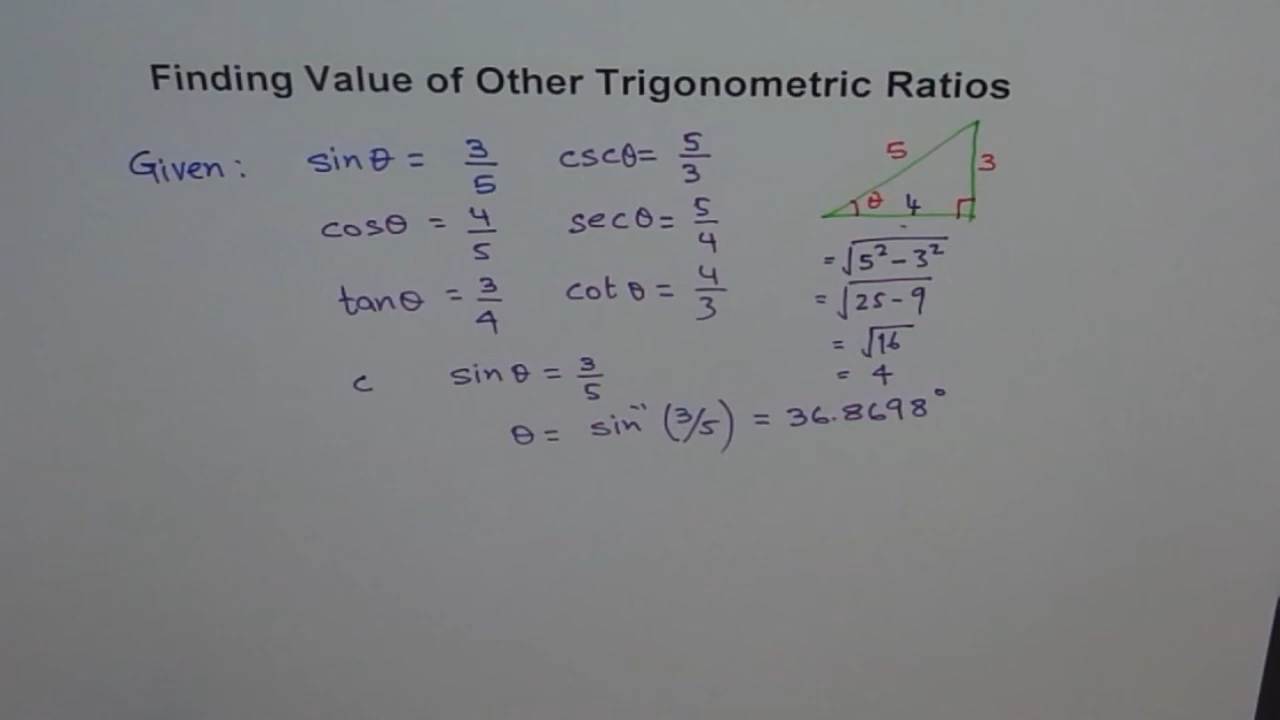 Finding Value of Other Trigonometric Ratios
Given: sinθ = 3/5 cscθ= 5/3
cosθ = 4/5 secθ= 5/4
tanθ = 3/4 cot θ = 4/3
c sinθ = 3/5
θ = sin⁻¹ (3/5) = 36.8698°
5
3
θ 4
= √5² − 3²
= √25 − 9
= √16
= 4